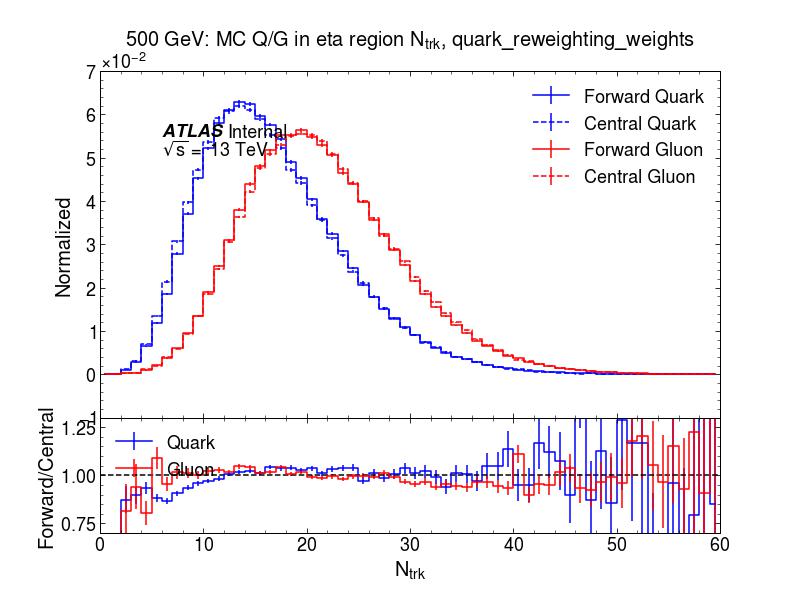 500 GeV: MC Q/G in eta region Ntrk, quark_reweighting_weights
×10−2
7
6
5
4
3
2
1
0
−1
Normalized
ATLAS Internal
√s = 13 TeV
Forward Quark
Central Quark
Forward Gluon
Central Gluon
1.25
1.00
0.75
Forward/Central
Quark
Gluon
0 10 20 30 40 50 60
Ntrk